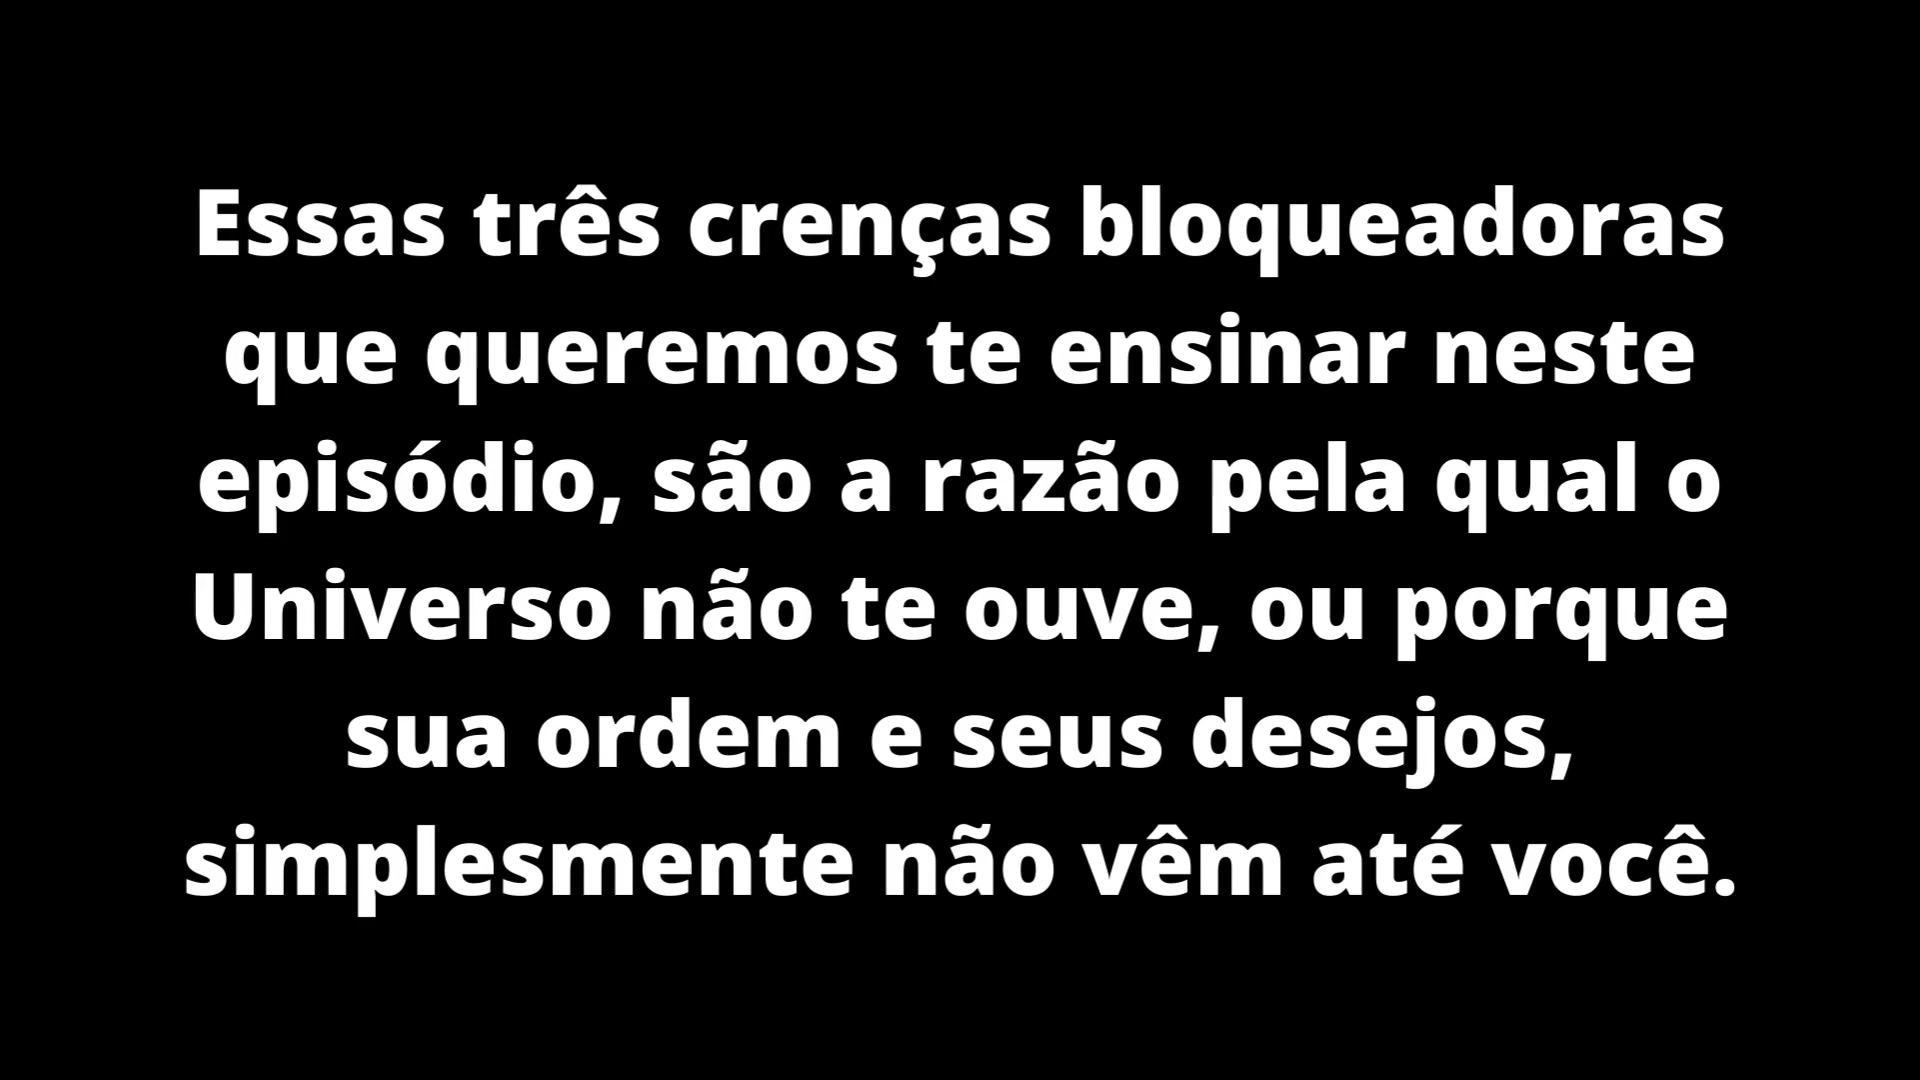 Essas três crenças bloqueadoras
que queremos te ensinar neste
episódio, são a razão pela qual o
Universo não te ouve, ou porque
sua ordem e seus desejos,
simplesmente não vêm até você.